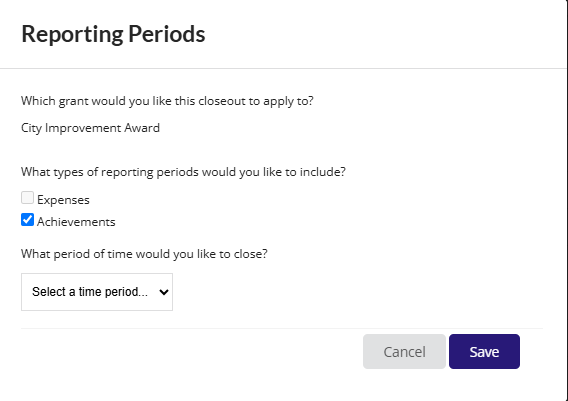 Reporting Periods
Which grant would you like this closeout to apply to?
City Improvement Award
What types of reporting periods would you like to include?
Expenses
Achievements
What period of time would you like to close?
Select a time period...
Cancel
Save